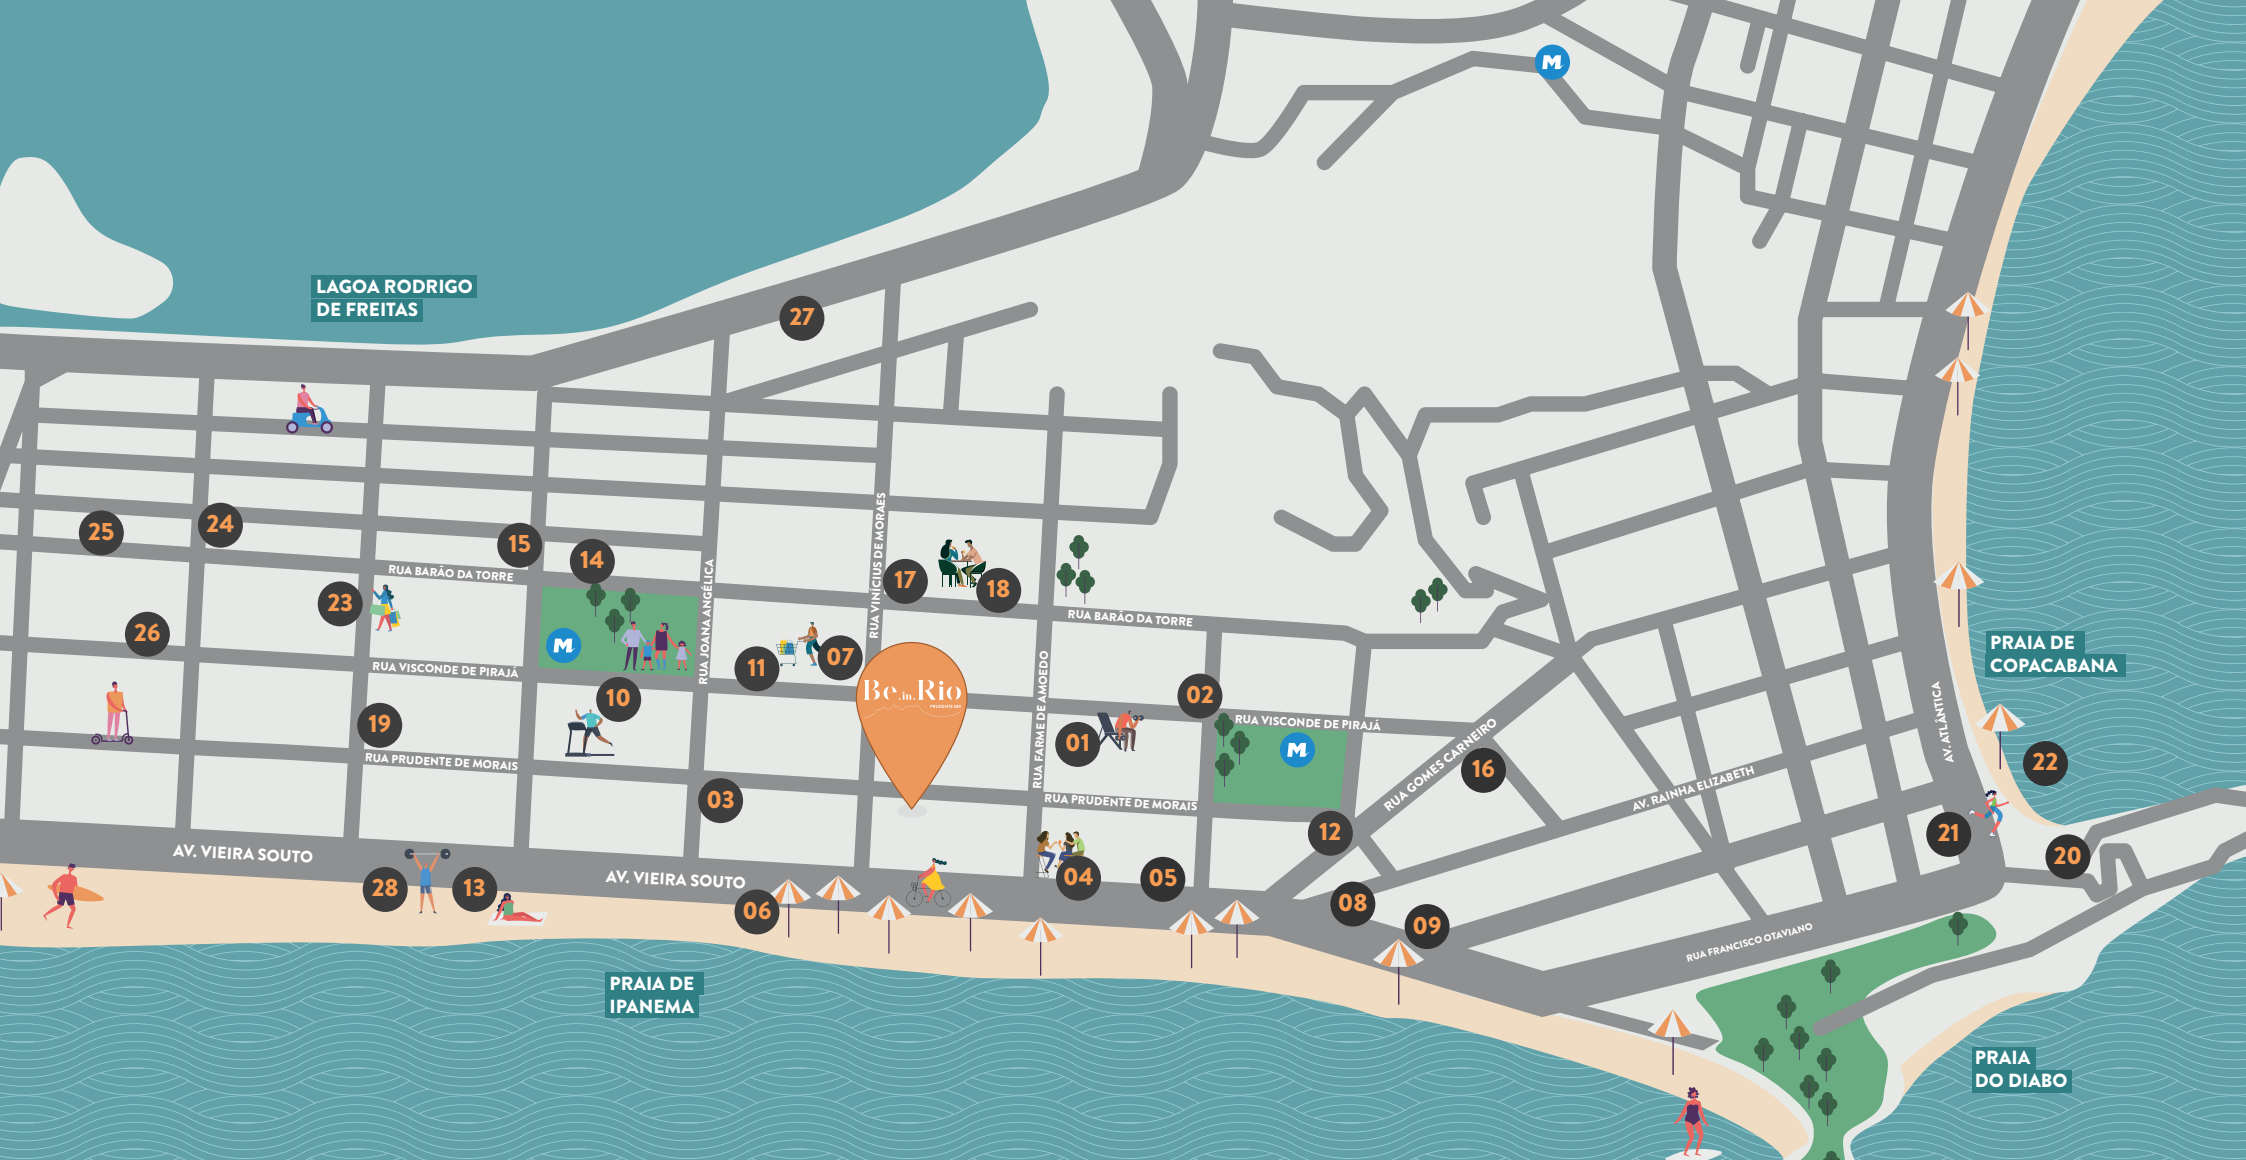 M
LAGOA RODRIGO
DE FREITAS
27
25
24
15
14
RUA BARÃO DA TORRE
23
26
M
RUA JOANA ANGÉLICA
RUA VINÍCIUS DE MORAES
17
18
RUA BARÃO DA TORRE
RUA VISCONDE DE PIRAJÁ
11
07
10
19
RUA PRUDENTE DE MORAIS
03
Be.in.Rio
RUA FARME DE AMOEDO
02
01
RUA VISCONDE DE PIRAJÁ
M
RUA PRUDENTE DE MORAIS
RUA GOMES CARNEIRO
16
12
AV. RAINHA ELIZABETH
PRAIA DE
COPACABANA
AV. ATLÂNTICA
22
21
20
AV. VIEIRA SOUTO
28
13
AV. VIEIRA SOUTO
06
04
05
08
09
RUA FRANCISCO OTAVIANO
PRAIA DE
IPANEMA
PRAIA
DO DIABO